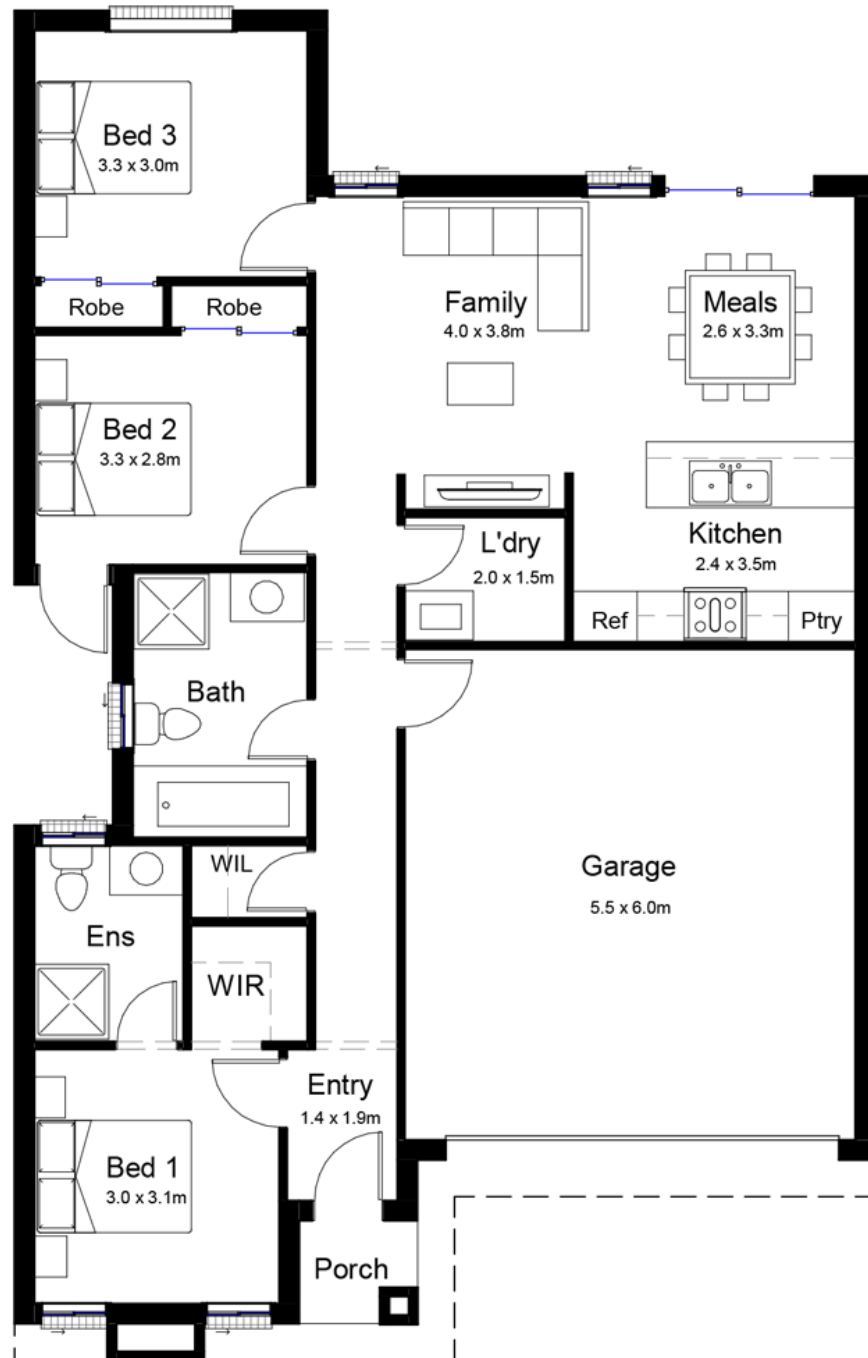 Bed 3
3.3 x 3.0m
Robe
Robe
Family
4.0 x 3.8m
Meals
2.6 x 3.3m
Bed 2
3.3 x 2.8m
L'dry
2.0 x 1.5m
Kitchen
2.4 x 3.5m
Ref
Ptry
Bath
WIL
Garage
5.5 x 6.0m
Ens
WIR
Entry
1.4 x 1.9m
Bed 1
3.0 x 3.1m
Porch